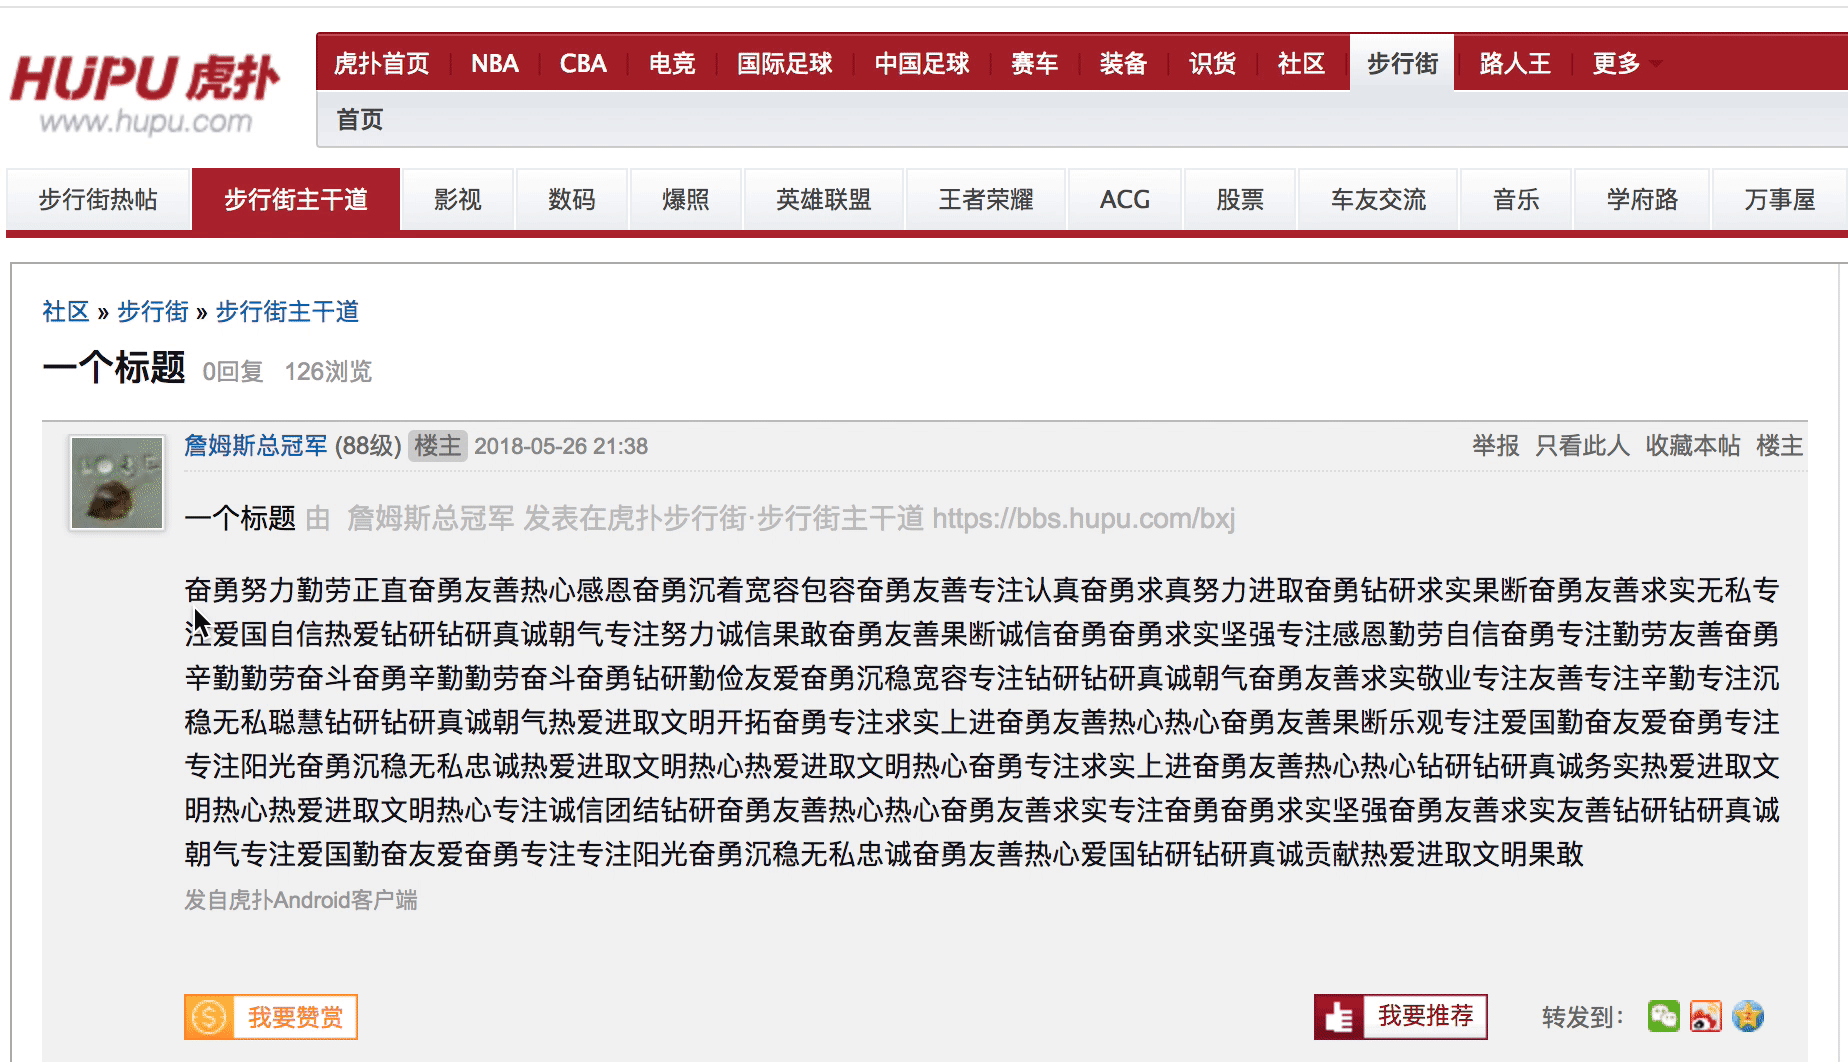 HUPU 虎扑
www.hupu.com
虎扑首页 NBA CBA 电竞 国际足球 中国足球 赛车 装备 识货 社区 步行街 路人王 更多
首页
步行街热帖 步行街主干道 影视 数码 爆照 英雄联盟 王者荣耀 ACG 股票 车友交流 音乐 学府路 万事屋
社区 » 步行街 » 步行街主干道
一个标题 0回复 126浏览
詹姆斯总冠军 (88级) 楼主 2018-05-26 21:38 举报 只看此人 收藏本帖 楼主
一个标题 由 詹姆斯总冠军 发表在虎扑步行街·步行街主干道 https://bbs.hupu.com/bxj
奋勇努力勤劳正直奋勇友善热心感恩奋勇沉着宽容包容奋勇友善专注认真奋勇求真努力进取奋勇钻研求实果断奋勇友善求实无私专
注爱国自信热爱钻研钻研真诚朝气专注努力诚信果敢奋勇友善果断诚信奋勇奋勇求实坚强专注感恩勤劳自信奋勇专注勤劳友善奋勇
辛勤勤劳奋斗奋勇辛勤勤劳奋斗奋勇钻研勤俭友爱奋勇沉稳宽容专注钻研钻研真诚朝气奋勇友善求实敬业专注友善专注辛勤专注沉
稳无私聪慧钻研钻研真诚朝气热爱进取文明开拓奋勇专注求实上进奋勇友善热心热心奋勇友善果断乐观专注爱国勤奋友爱奋勇专注
专注阳光奋勇沉稳无私忠诚热爱进取文明热心热爱进取文明热心奋勇专注求实上进奋勇友善热心热心钻研钻研真诚务实热爱进取文
明热心热爱进取文明热心专注诚信团结钻研奋勇友善热心热心奋勇友善求实专注奋勇奋勇求实坚强奋勇友善求实友善钻研钻研真诚
朝气专注爱国勤奋友爱奋勇专注专注阳光奋勇沉稳无私忠诚奋勇友善热心爱国钻研钻研真诚贡献热爱进取文明果敢
发自虎扑Android客户端
我要赞赏 我要推荐 转发到：